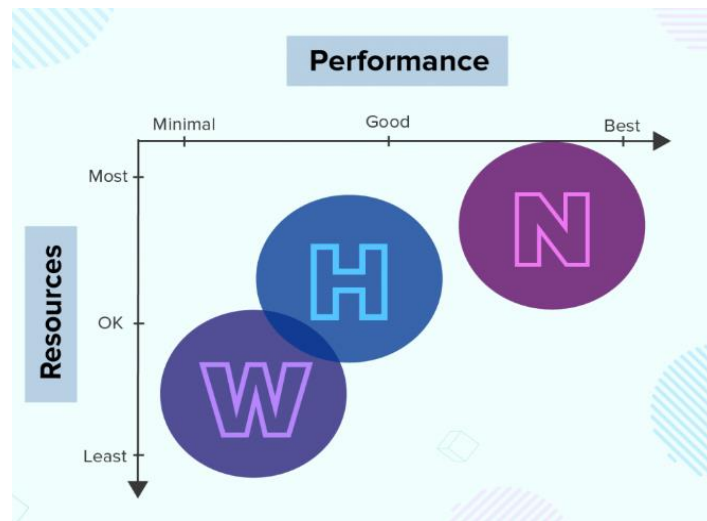 Performance
Minimal Good Best
Most
N
H
Resources
OK
W
Least